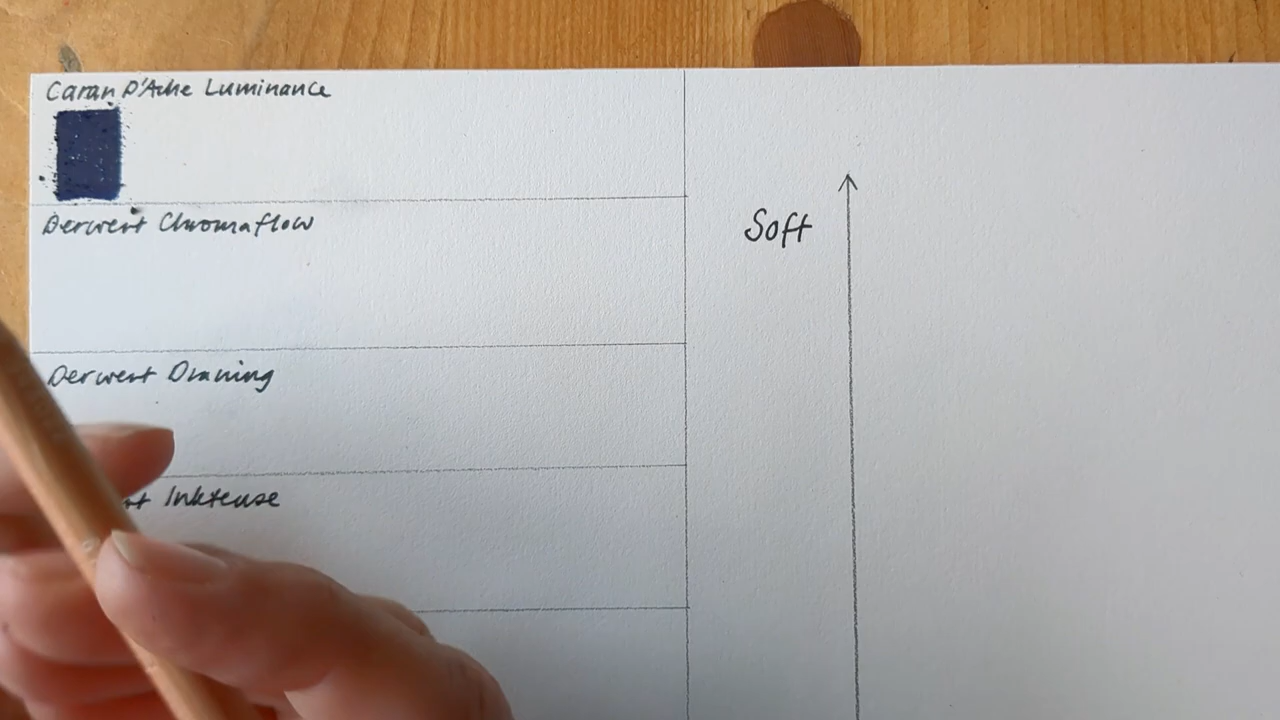 Caran D'Ache Luminance
Derwent Chromaflow
Soft
Derwent Drawing
Inktense